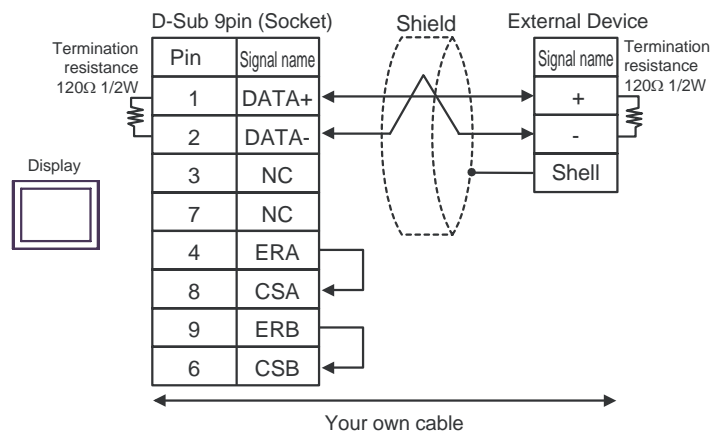 D-Sub 9pin (Socket)
Shield
External Device
Termination
resistance
120Ω 1/2W
Pin
Signal name
Signal name
Termination
resistance
120Ω 1/2W
1
DATA+
+
2
DATA-
-
Display
3
NC
Shell
7
NC
4
ERA
8
CSA
9
ERB
6
CSB
Your own cable